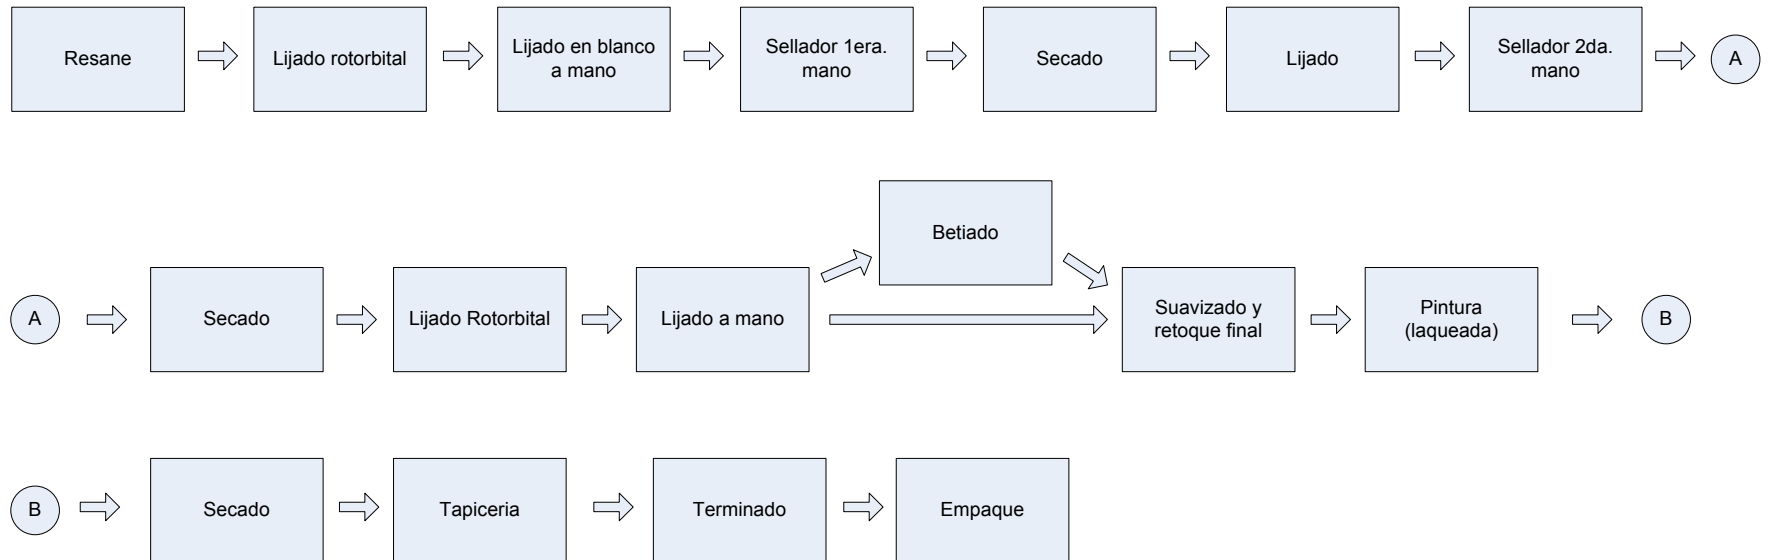 Resane
Lijado rotorbital
Lijado en blanco
a mano
Sellador 1era.
mano
Secado
Lijado
Sellador 2da.
mano
A
Betiado
A
Secado
Lijado Rotorbital
Lijado a mano
Suavizado y
retoque final
Pintura
(laqueada)
B
B
Secado
Tapiceria
Terminado
Empaque